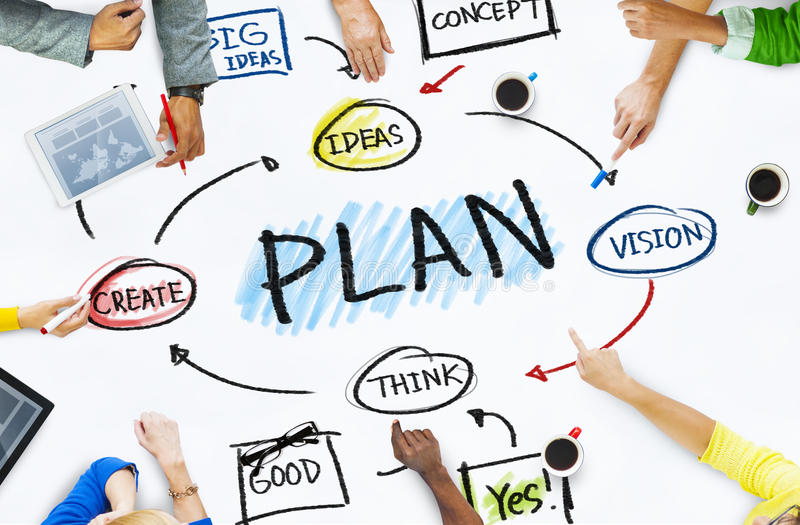 BIG
IDEAS
CONCEPT
IDEAS
PLAN
VISION
CREATE
THINK
GOOD
Yes!